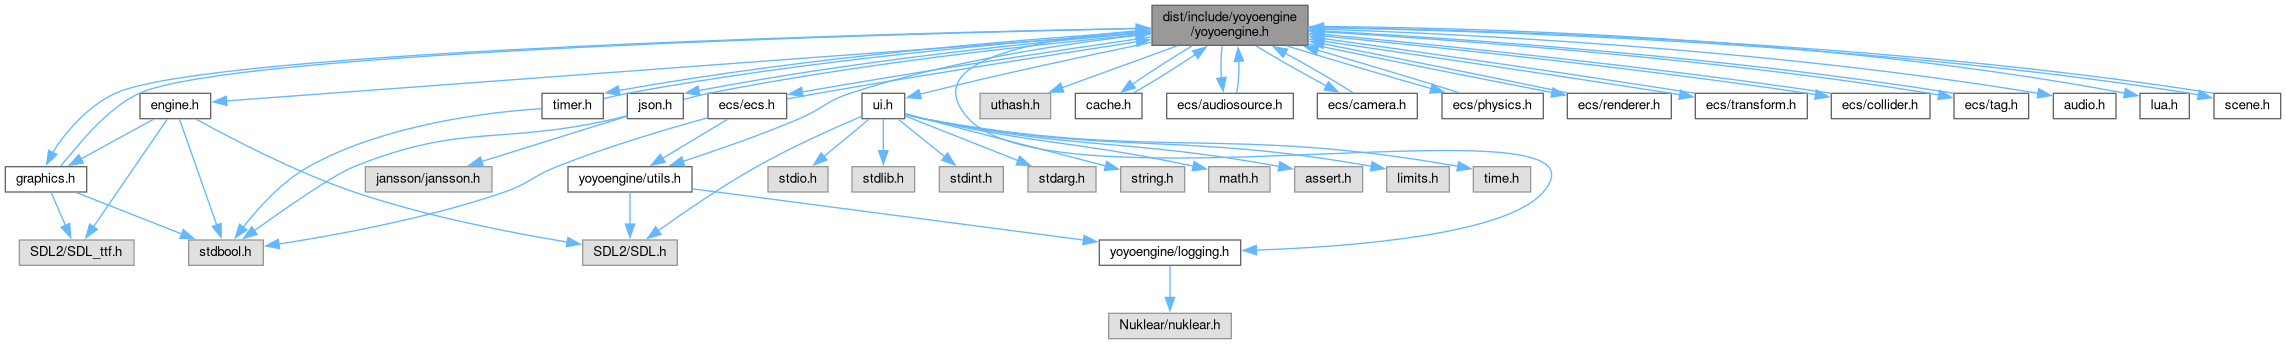 dist/include/yoyoengine
/yoyoengine.h
engine.h
timer.h
json.h
ecs/ecs.h
ui.h
uthash.h
cache.h
ecs/audiosource.h
ecs/camera.h
ecs/physics.h
ecs/renderer.h
ecs/transform.h
ecs/collider.h
ecs/tag.h
audio.h
lua.h
scene.h
graphics.h
jansson/jansson.h
yoyoengine/utils.h
stdio.h
stdlib.h
stdint.h
stdarg.h
string.h
math.h
assert.h
limits.h
time.h
SDL2/SDL_ttf.h
stdbool.h
SDL2/SDL.h
yoyoengine/logging.h
Nuklear/nuklear.h